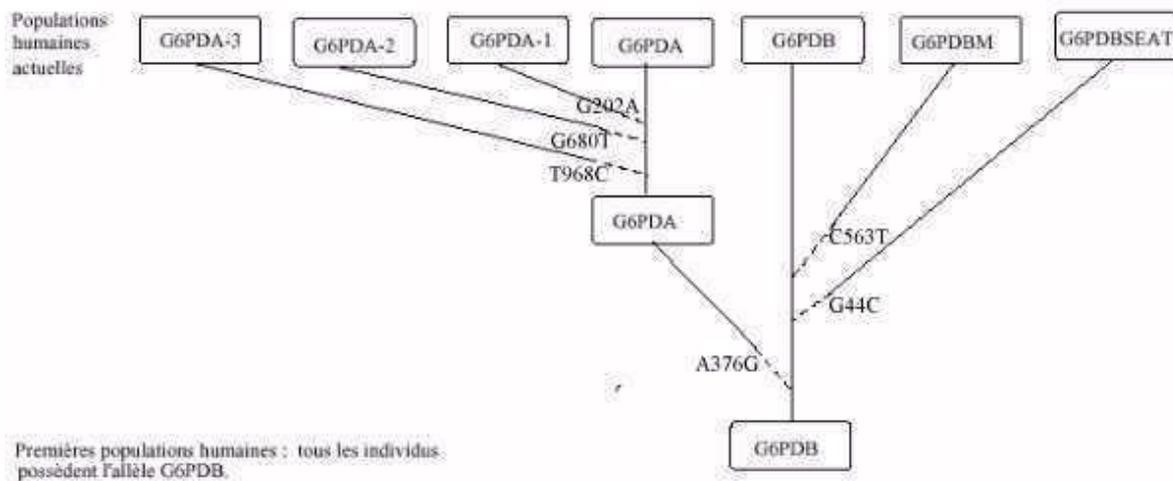 Populations
humaines
actuelles
G6PDA-3
G6PDA-2
G6PDA-1
G6PDA
G6PDB
G6PDBM
G6PDBSEAT
G202A
G680T
T968C
G6PDA
C563T
G44C
A376G
G6PDB
Premières populations humaines : tous les individus
possèdent l'allèle G6PDB.